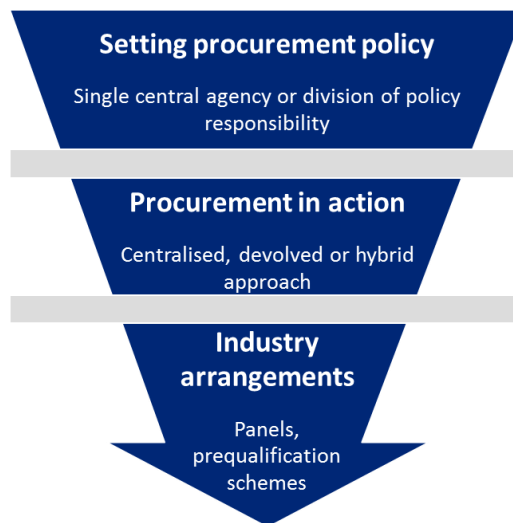 Setting procurement policy
Single central agency or division of policy
responsibility
Procurement in action
Centralised, devolved or hybrid
approach
Industry
arrangements
Panels,
prequalification
schemes